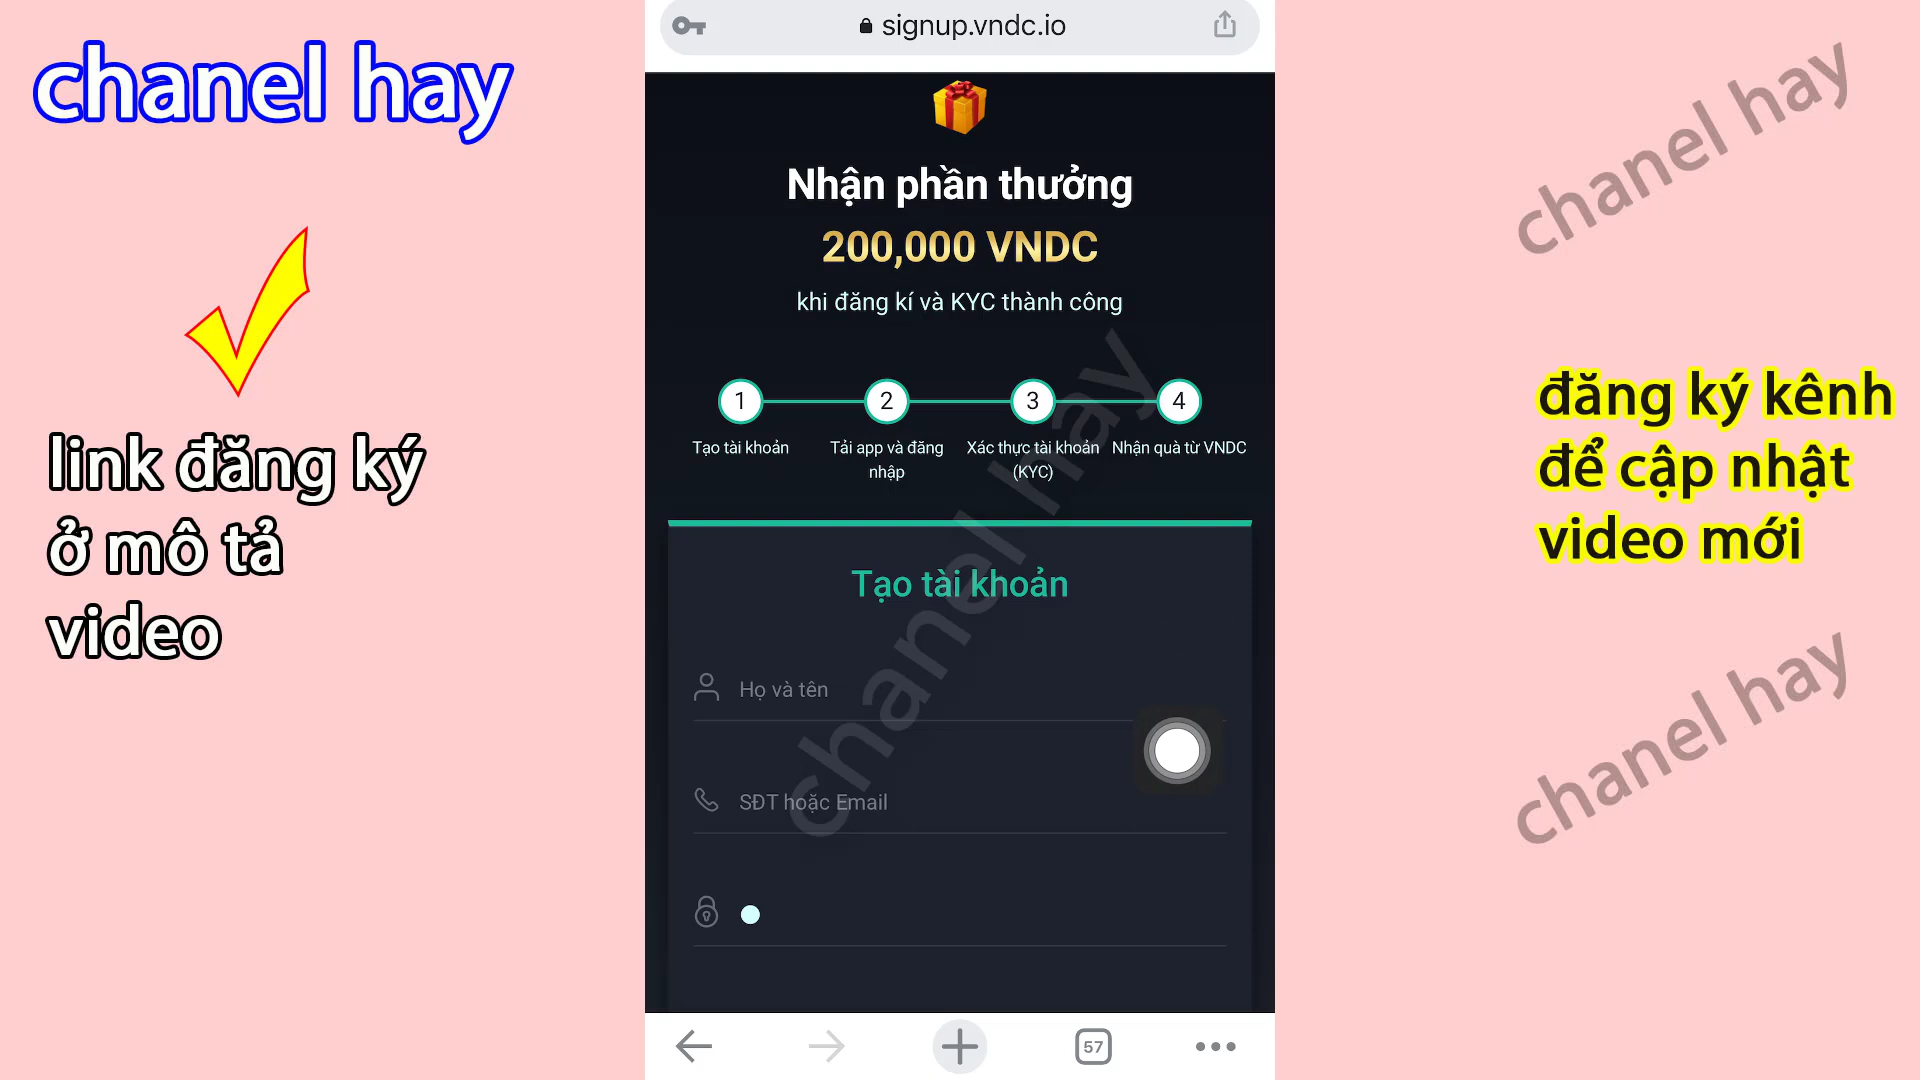 chanel hay
link đăng ký
ở mô tả
video
signup.vndc.io
Nhận phần thưởng
200,000 VNDC
khi đăng kí và KYC thành công
1
2
3
4
Tạo tài khoản
Tải app và đăng
nhập
Xác thực tài khoản
(KYC)
Nhận quà từ VNDC
Tạo tài khoản
Họ và tên
SĐT hoặc Email
chanel hay
57
chanel hay
đăng ký kênh
để cập nhật
video mới
chanel hay